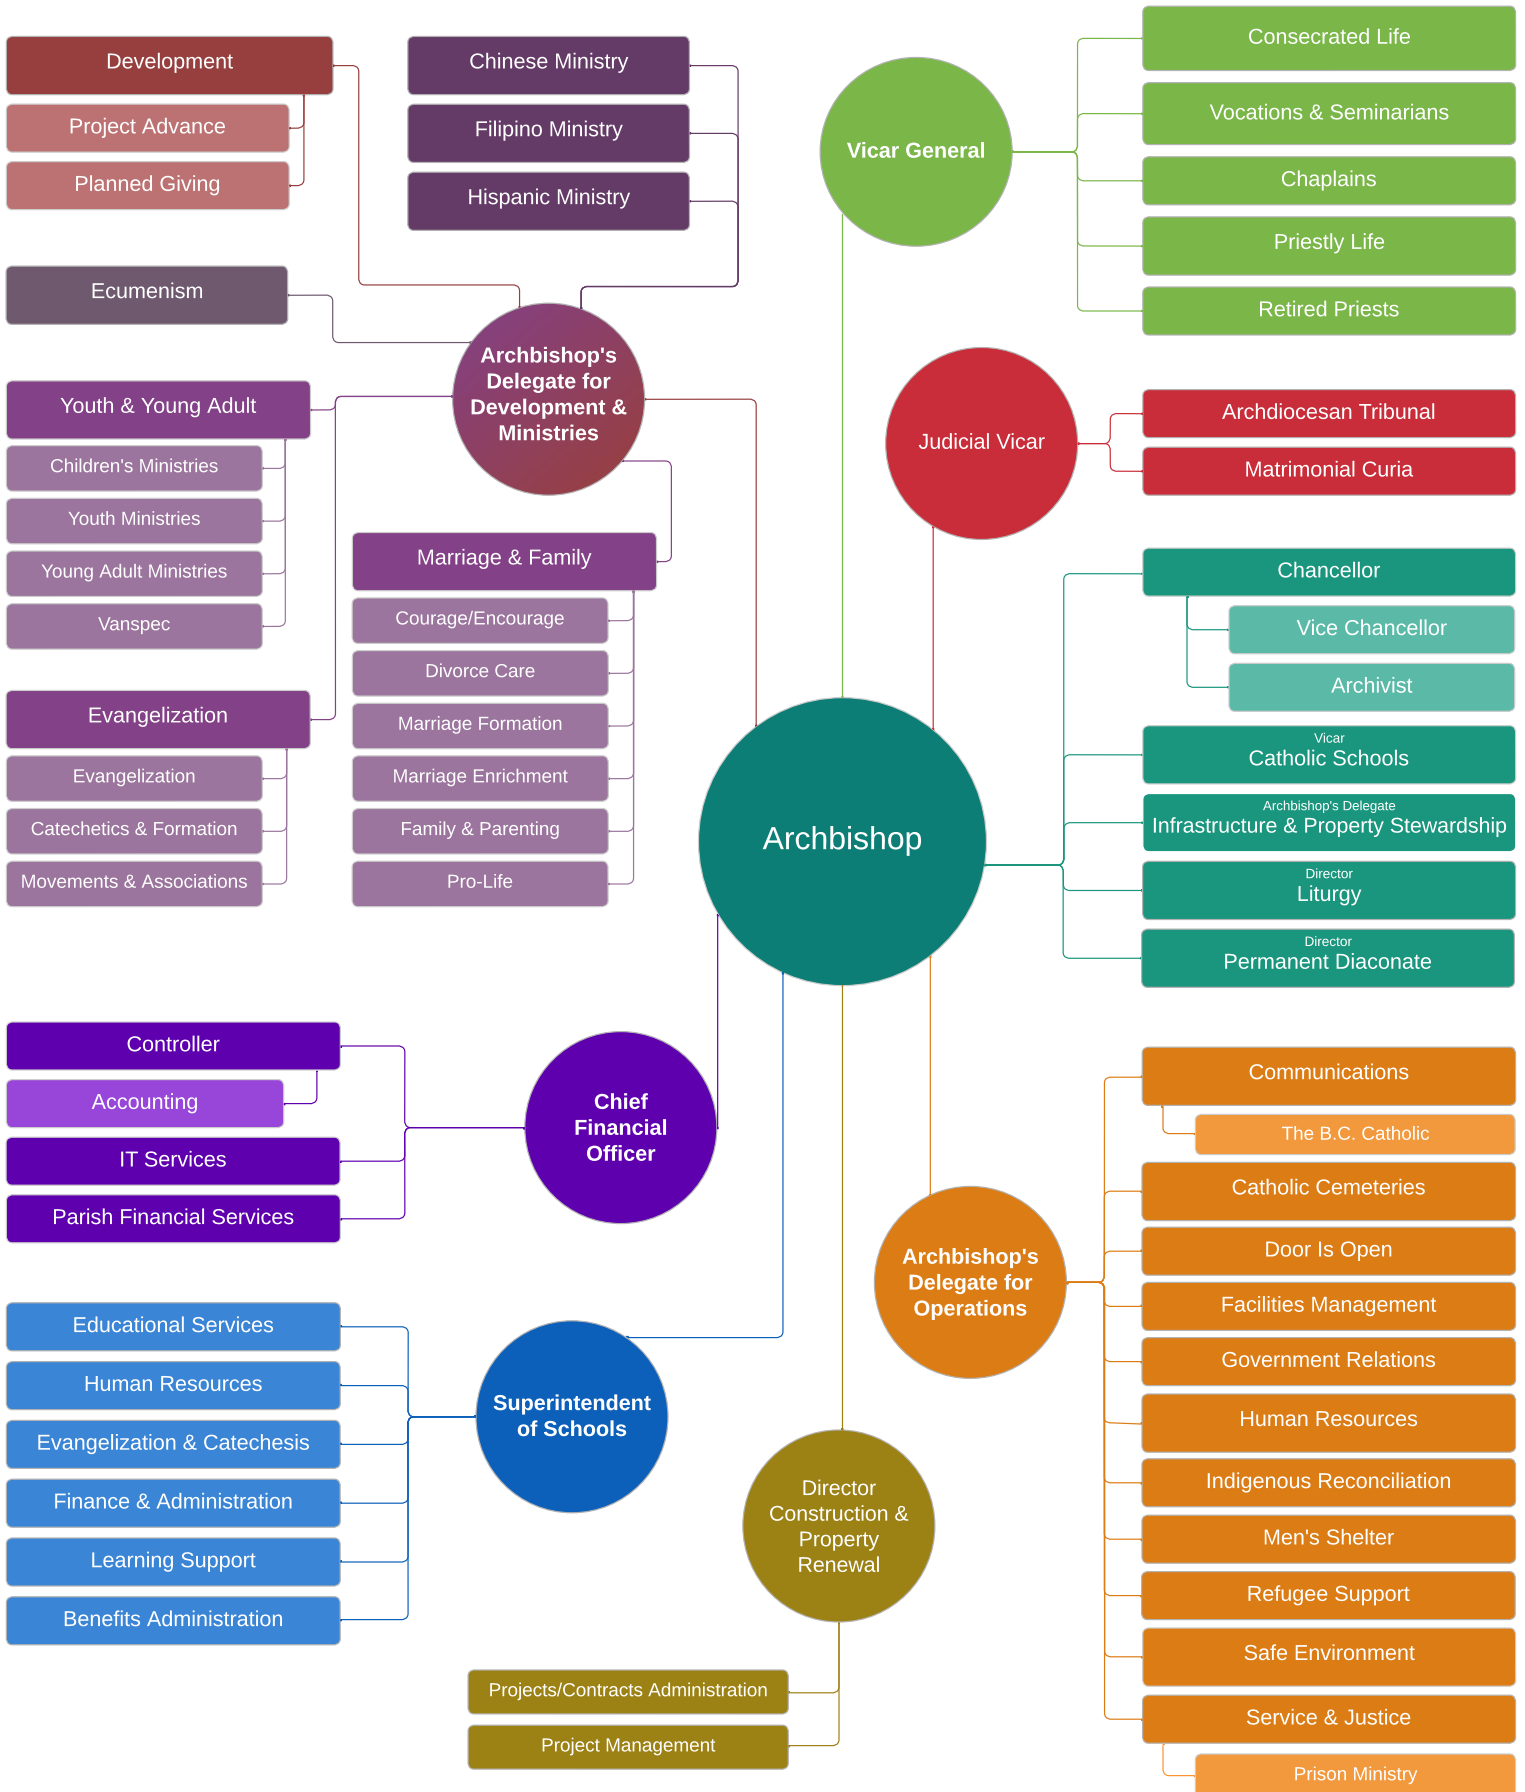 Development
Project Advance
Planned Giving
Chinese Ministry
Filipino Ministry
Hispanic Ministry
Ecumenism
Archbishop's
Delegate for
Development &
Ministries
Youth & Young Adult
Children's Ministries
Youth Ministries
Young Adult Ministries
Vanspec
Marriage & Family
Courage/Encourage
Divorce Care
Marriage Formation
Marriage Enrichment
Family & Parenting
Pro-Life
Evangelization
Evangelization
Catechetics & Formation
Movements & Associations
Vicar General
Consecrated Life
Vocations & Seminarians
Chaplains
Priestly Life
Retired Priests
Judicial Vicar
Archdiocesan Tribunal
Matrimonial Curia
Archbishop
Chancellor
Vice Chancellor
Archivist
Vicar
Catholic Schools
Archbishop's Delegate
Infrastructure & Property Stewardship
Director
Liturgy
Director
Permanent Diaconate
Chief
Financial
Officer
Controller
Accounting
IT Services
Parish Financial Services
Superintendent
of Schools
Educational Services
Human Resources
Evangelization & Catechesis
Finance & Administration
Learning Support
Benefits Administration
Director
Construction &
Property
Renewal
Projects/Contracts Administration
Project Management
Archbishop's
Delegate for
Operations
Communications
The B.C. Catholic
Catholic Cemeteries
Door Is Open
Facilities Management
Government Relations
Human Resources
Indigenous Reconciliation
Men's Shelter
Refugee Support
Safe Environment
Service & Justice
Prison Ministry